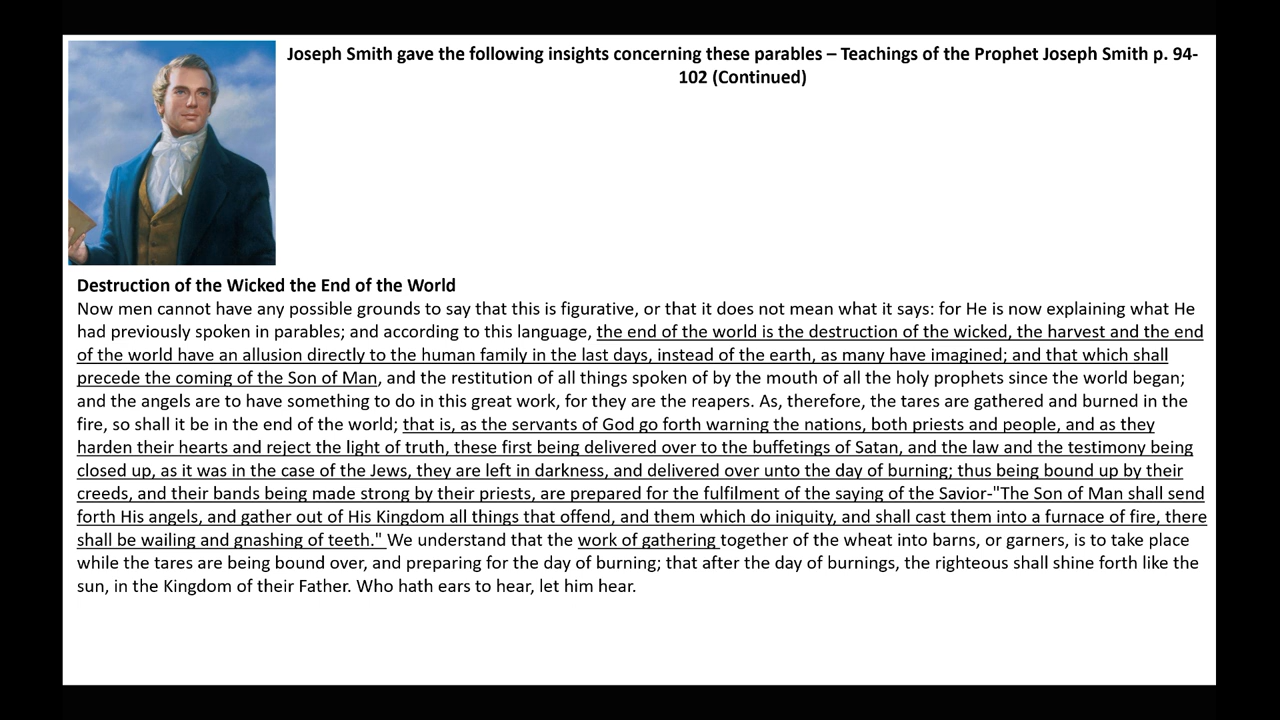 Joseph Smith gave the following insights concerning these parables – Teachings of the Prophet Joseph Smith p. 94-
102 (Continued)
Destruction of the Wicked the End of the World
Now men cannot have any possible grounds to say that this is figurative, or that it does not mean what it says: for He is now explaining what He
had previously spoken in parables; and according to this language, the end of the world is the destruction of the wicked, the harvest and the end
of the world have an allusion directly to the human family in the last days, instead of the earth, as many have imagined; and that which shall
precede the coming of the Son of Man, and the restitution of all things spoken of by the mouth of all the holy prophets since the world began;
and the angels are to have something to do in this great work, for they are the reapers. As, therefore, the tares are gathered and burned in the
fire, so shall it be in the end of the world; that is, as the servants of God go forth warning the nations, both priests and people, and as they
harden their hearts and reject the light of truth, these first being delivered over to the buffetings of Satan, and the law and the testimony being
closed up, as it was in the case of the Jews, they are left in darkness, and delivered over unto the day of burning; thus being bound up by their
creeds, and their bands being made strong by their priests, are prepared for the fulfilment of the saying of the Savior-"The Son of Man shall send
forth His angels, and gather out of His Kingdom all things that offend, and them which do iniquity, and shall cast them into a furnace of fire, there
shall be wailing and gnashing of teeth." We understand that the work of gathering together of the wheat into barns, or garners, is to take place
while the tares are being bound over, and preparing for the day of burning; that after the day of burnings, the righteous shall shine forth like the
sun, in the Kingdom of their Father. Who hath ears to hear, let him hear.